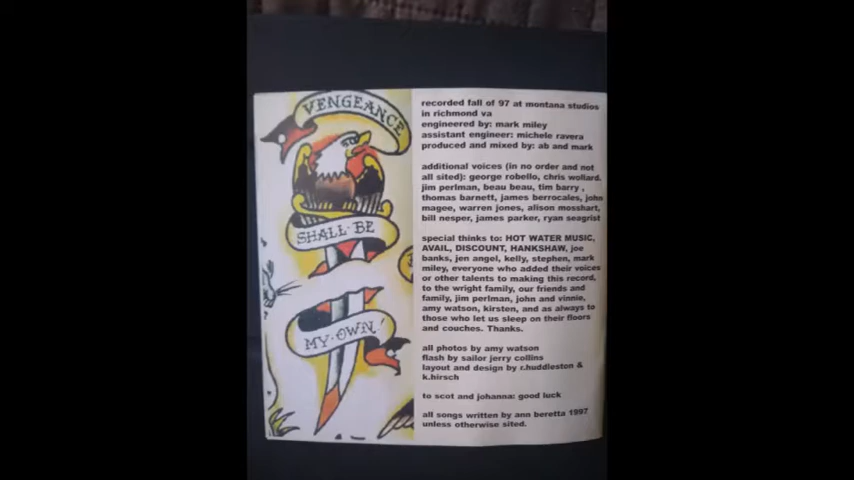 VENGEANCE
SHALL·BE
MY·OWN!
recorded fall of 97 at montana studios
in richmond va
engineered by: mark miley
assistant engineer: michele ravera
produced and mixed by: ab and mark
additional voices (in no order and not
all sited): george robello, chris wollard,
jim perlman, beau beau, tim barry ,
thomas barnett, james berrocales, john
magee, warren jones, alison mosshart,
bill nesper, james parker, ryan seagrist
special thinks to: HOT WATER MUSIC,
AVAIL, DISCOUNT, HANKSHAW, joe
banks, jen angel, kelly, stephen, mark
miley, everyone who added their voices
or other talents to making this record,
to the wright family, our friends and
family, jim perlman, john and vinnie,
amy watson, kirsten, and as always to
those who let us sleep on their floors
and couches. Thanks.
all photos by amy watson
flash by sailor jerry collins
layout and design by r.huddleston &
k.hirsch
to scot and johanna: good luck
all songs written by ann beretta 1997
unless otherwise sited.